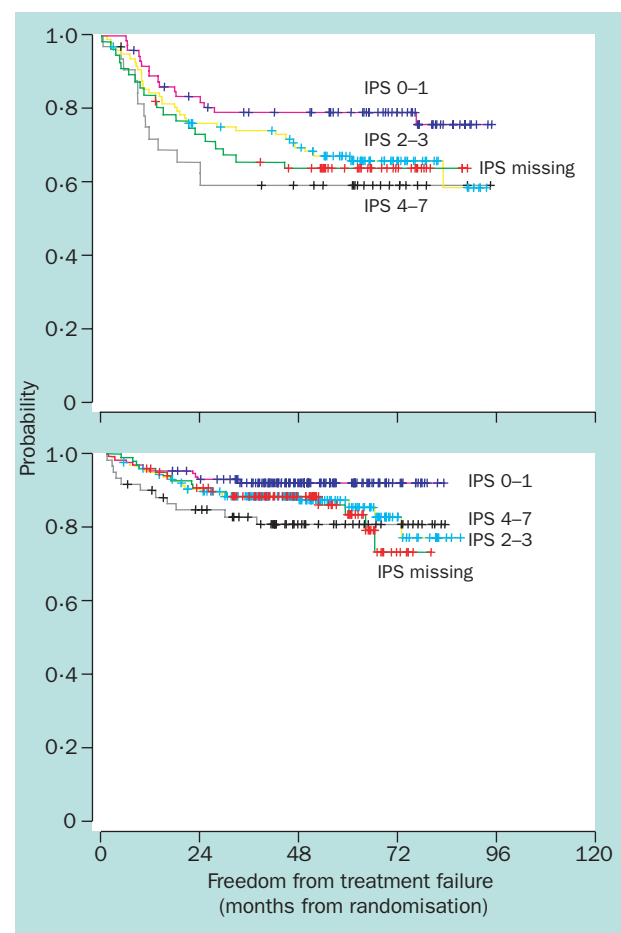 1·0
0·8
0·6
0·4
0·2
0
IPS 0–1
IPS 2–3
IPS missing
IPS 4–7
Probability
1·0
0·8
0·6
0·4
0·2
0
IPS 0–1
IPS 4–7
IPS 2–3
IPS missing
0 24 48 72 96 120
Freedom from treatment failure
(months from randomisation)